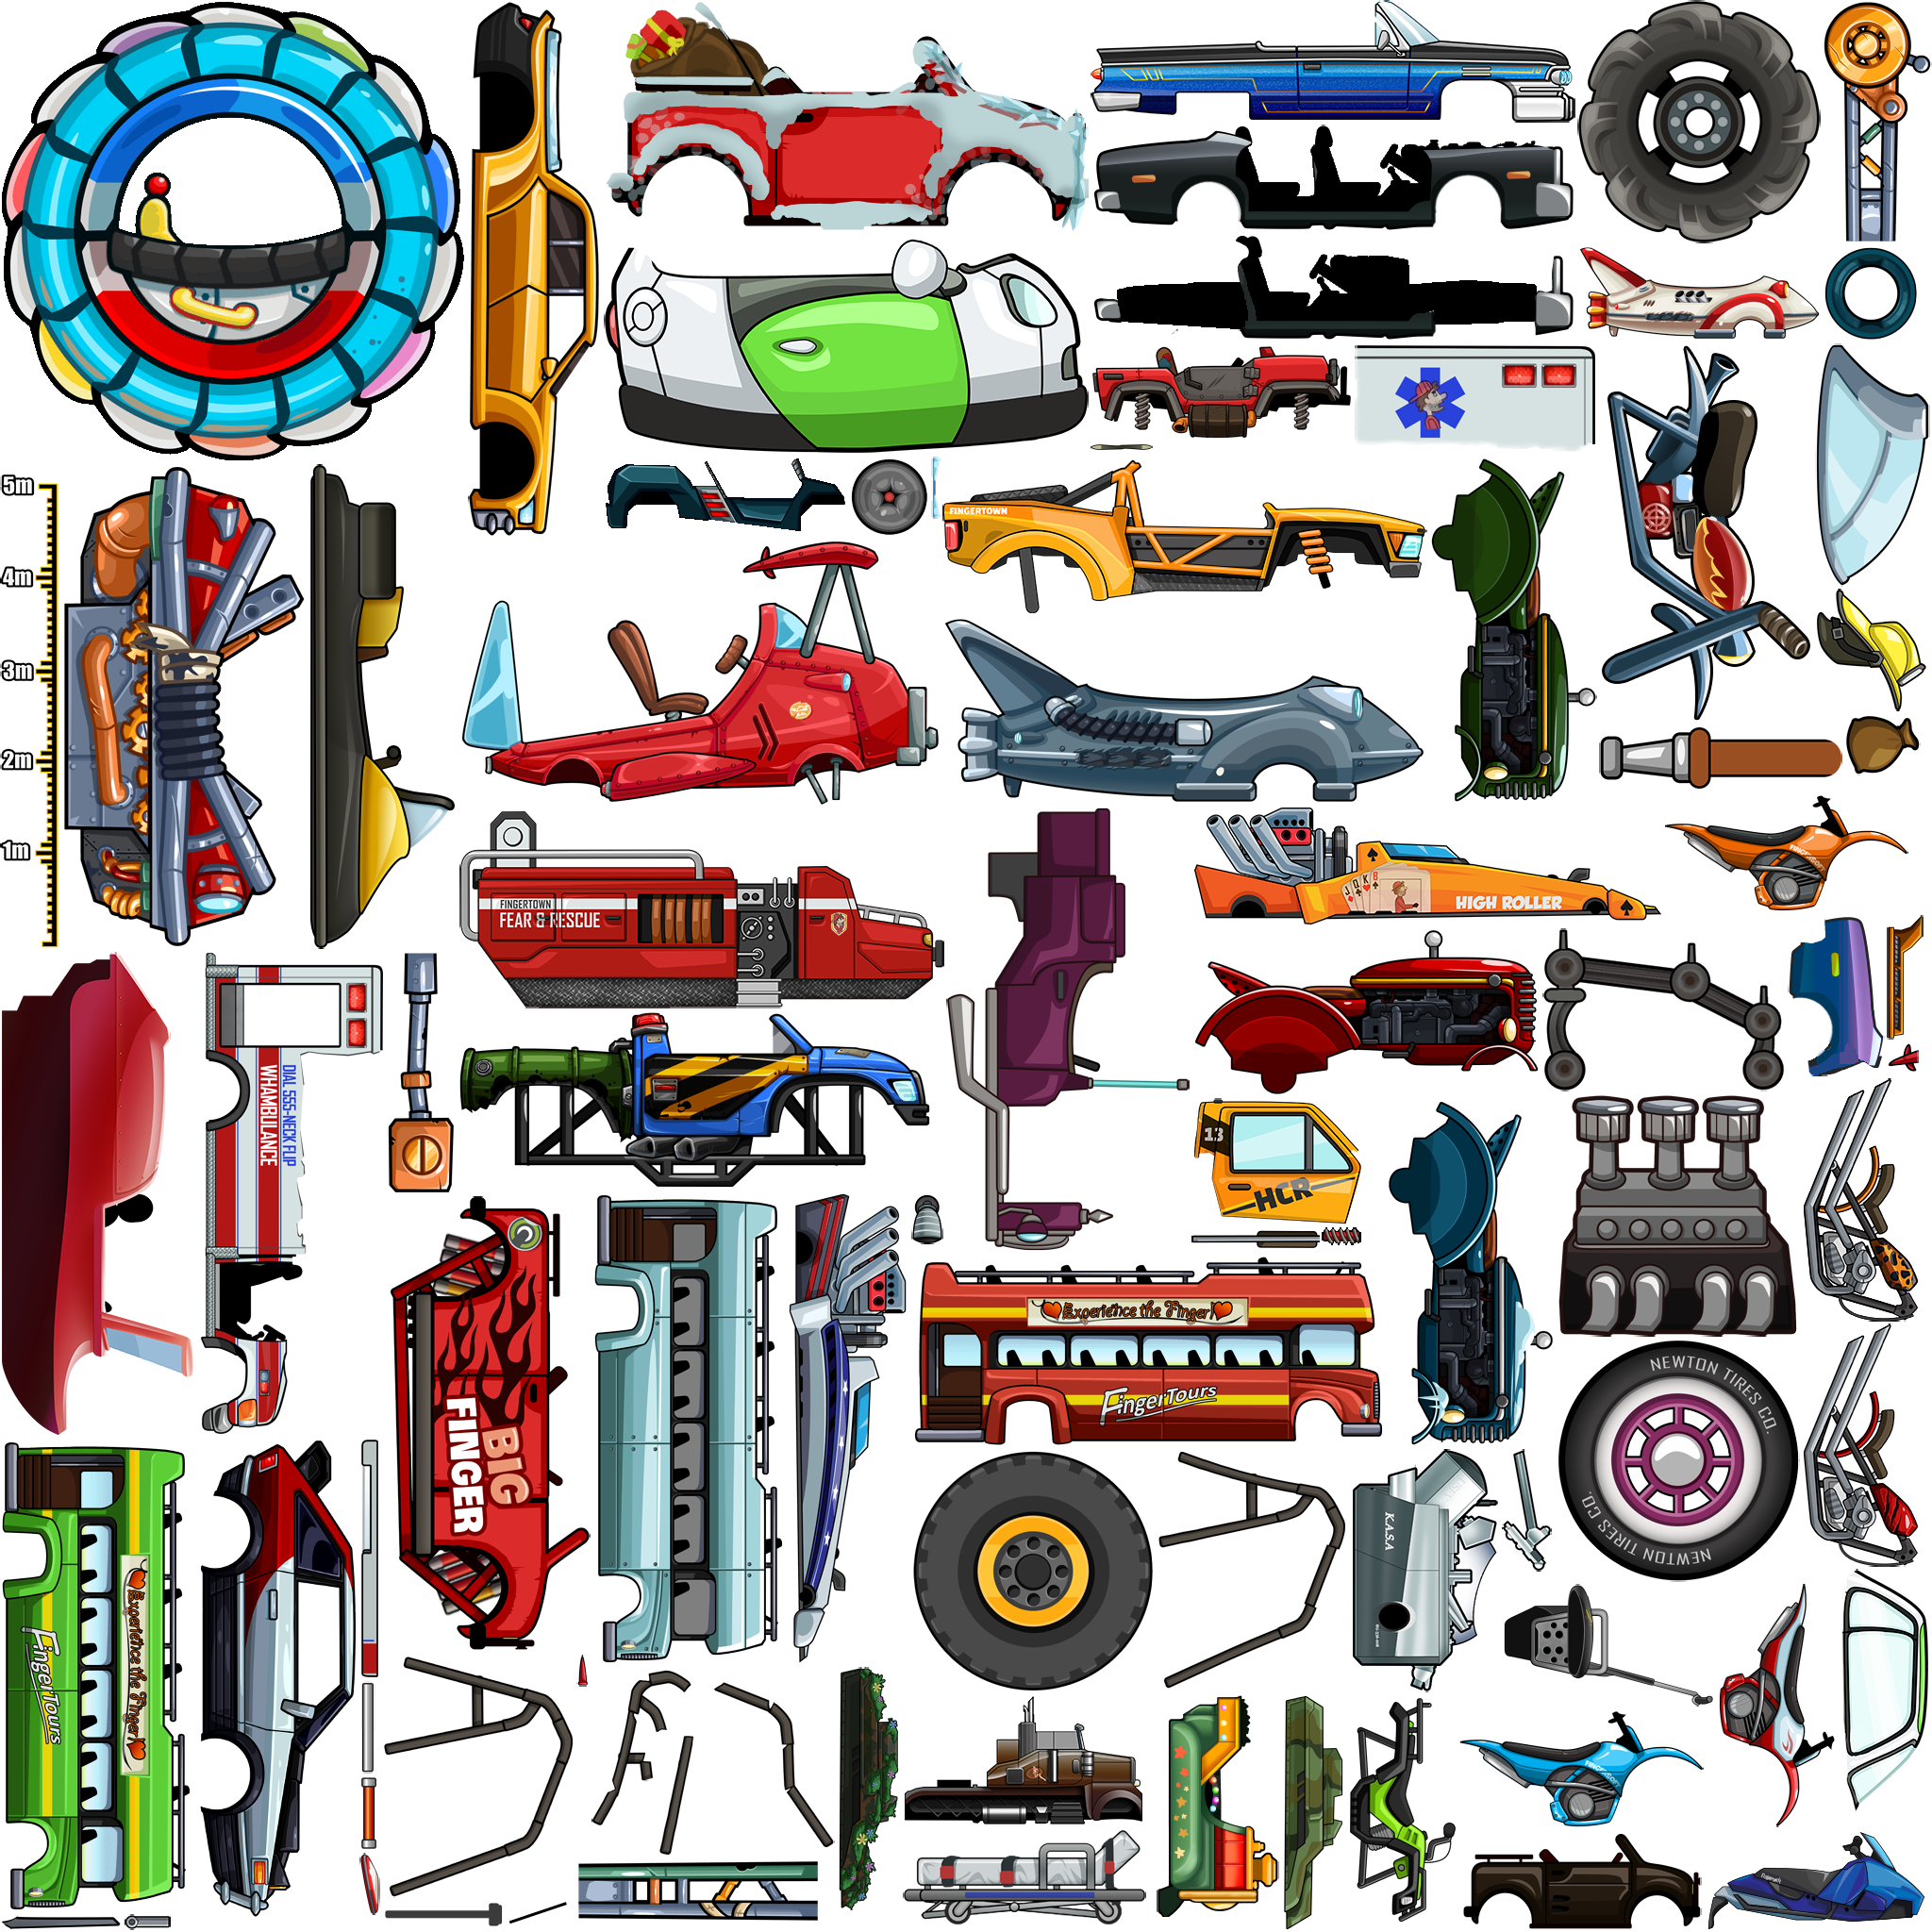 5m
4m
3m
2m
1m
FINGERTOWN
FINGERTOWN
FEAR & RESCUE
J
Q
K
B
HIGH ROLLER
DIAL 555-NECK FLIP
WHAMBULANCE
13
HCR
Experience the Finger!
FingerTours
BIG
FINGER
NEWTON TIRES CO.
NEWTON TIRES CO.
K.A.S.A
Experience the Finger!
FingerTours